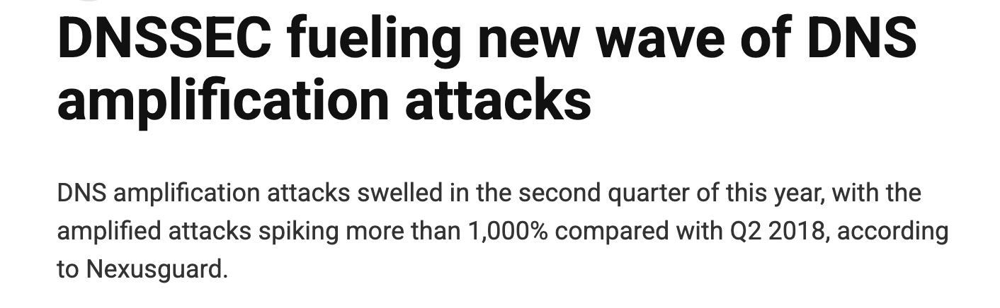 DNSSEC fueling new wave of DNS
amplification attacks
DNS amplification attacks swelled in the second quarter of this year, with the
amplified attacks spiking more than 1,000% compared with Q2 2018, according
to Nexusguard.